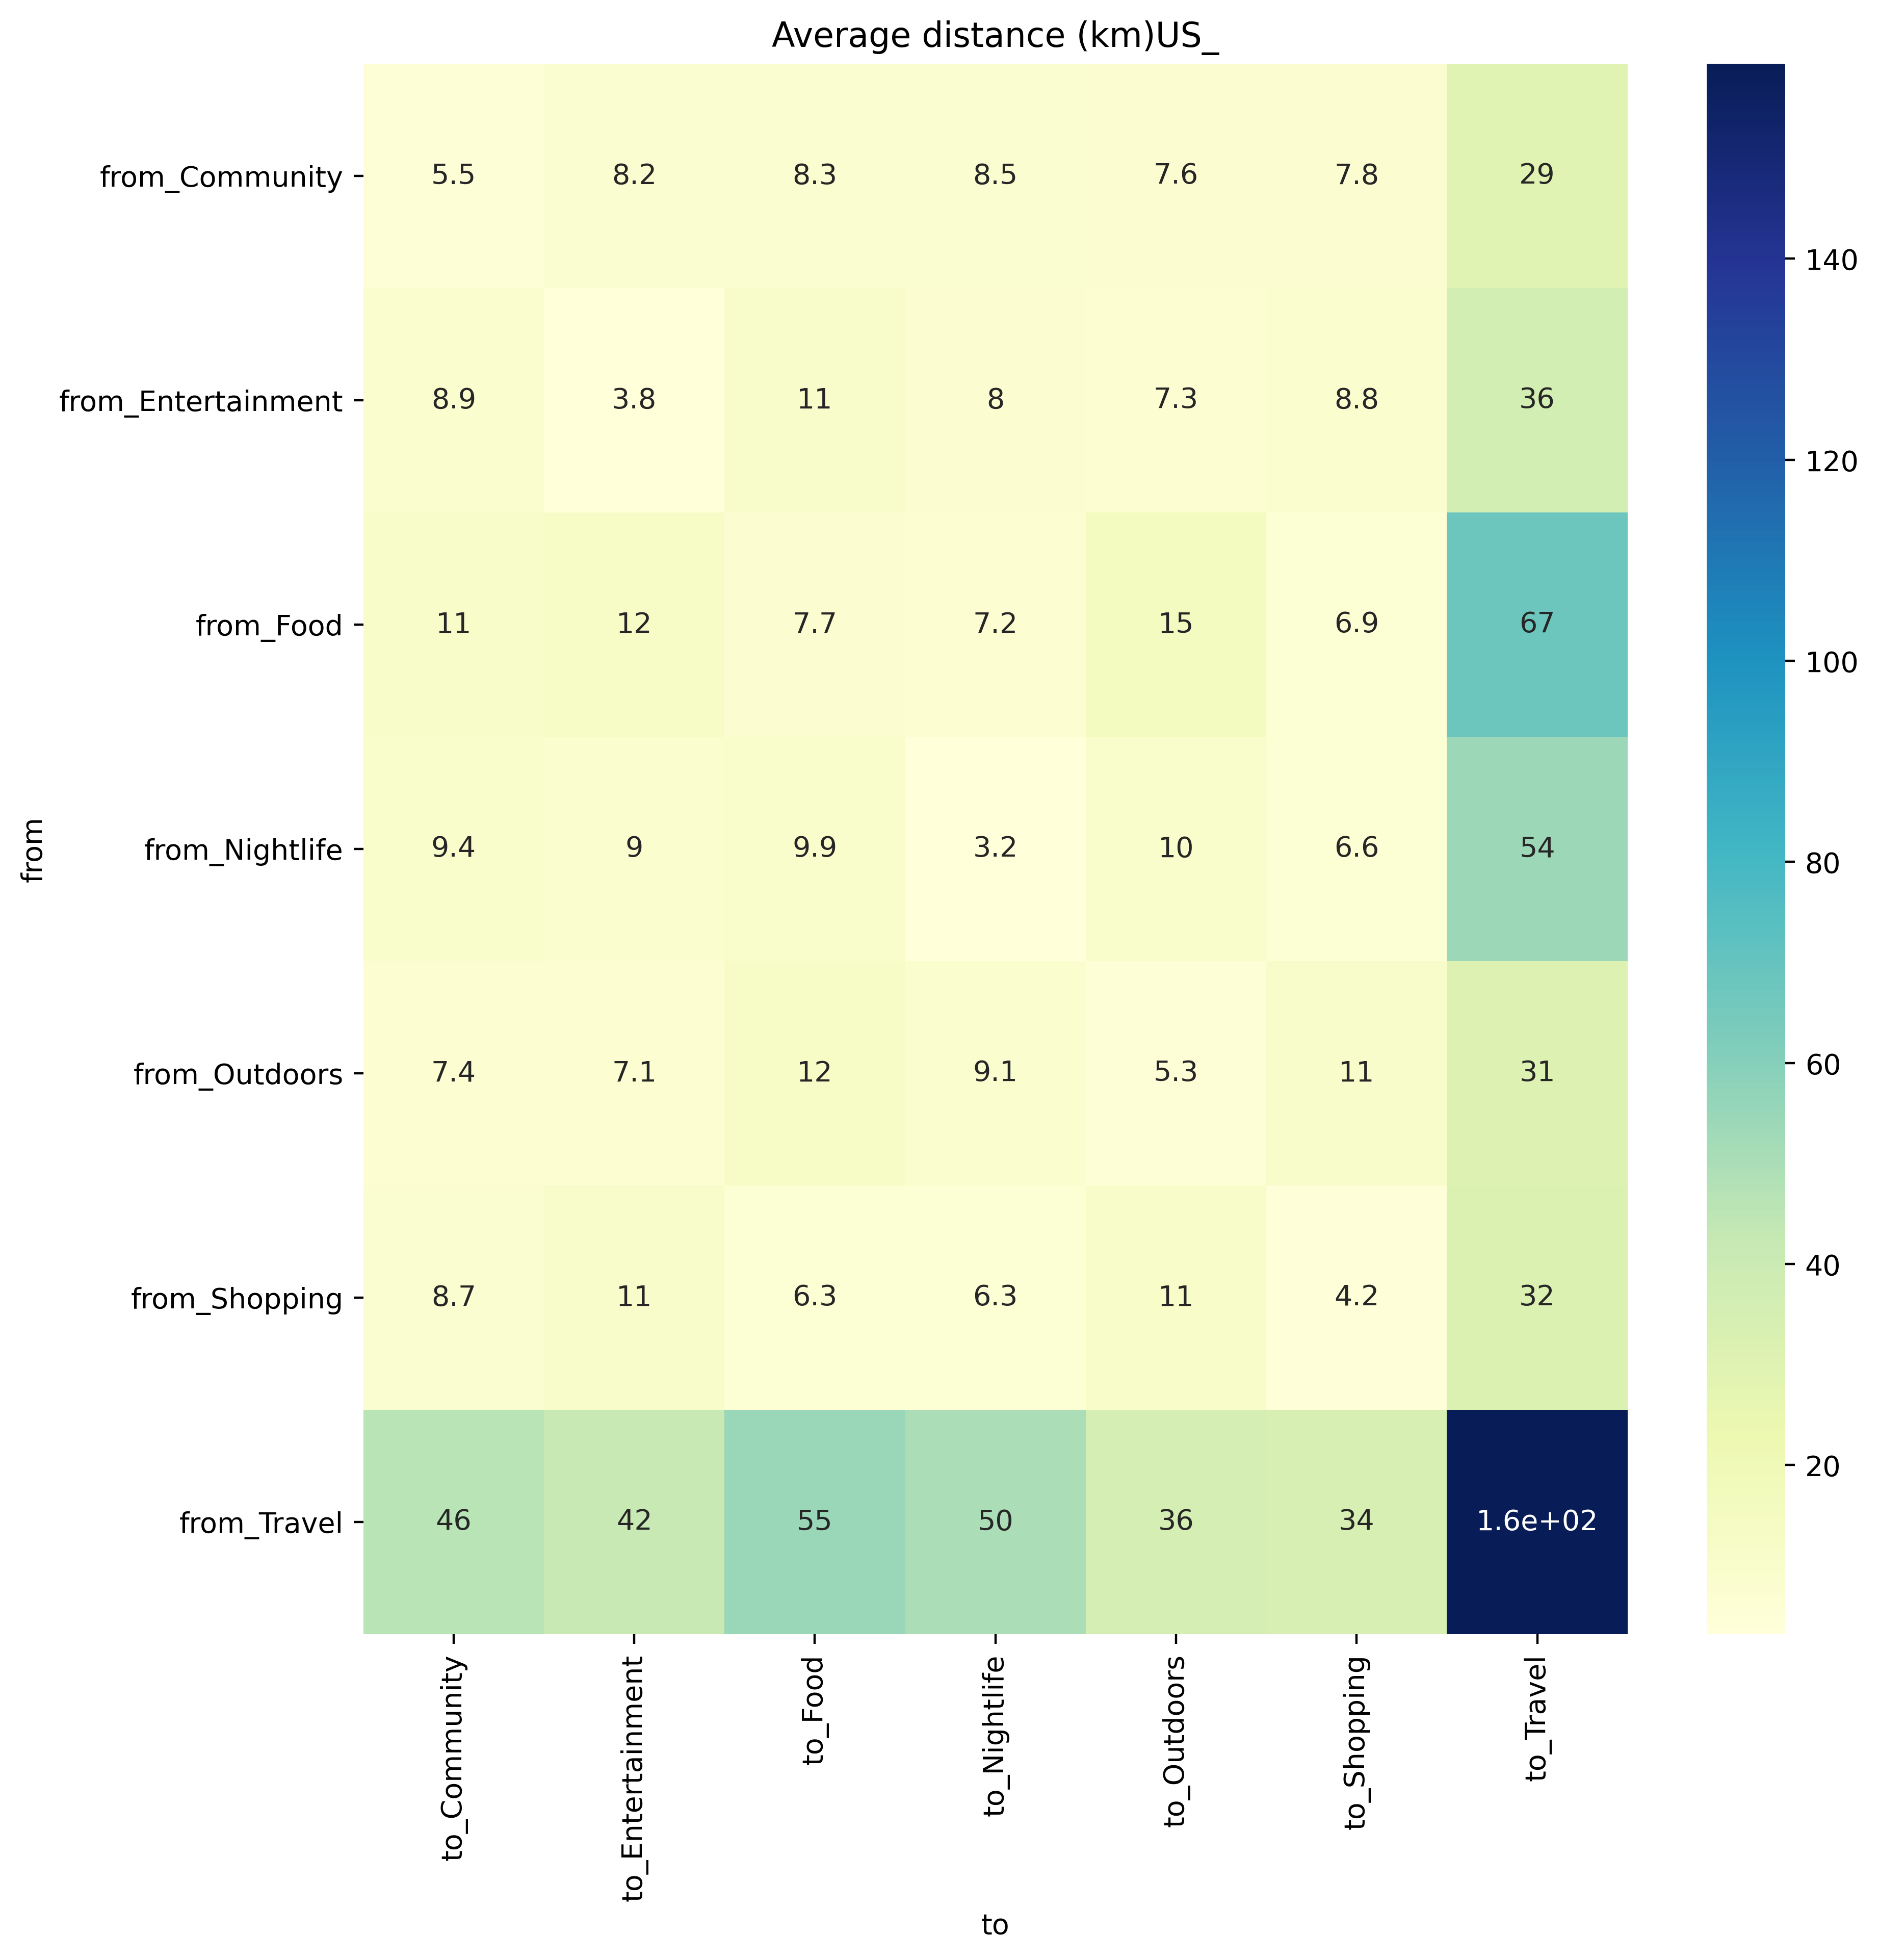 Average distance (km)US_
from_Community 5.5 8.2 8.3 8.5 7.6 7.8 29
140
from_Entertainment 8.9 3.8 11 8 7.3 8.8 36
120
from_Food 11 12 7.7 7.2 15 6.9 67
100
from
from_Nightlife 9.4 9 9.9 3.2 10 6.6 54
80
from_Outdoors 7.4 7.1 12 9.1 5.3 11 31
60
from_Shopping 8.7 11 6.3 6.3 11 4.2 32
40
20
from_Travel 46 42 55 50 36 34 1.6e+02
to_Community
to_Entertainment
to_Food
to_Nightlife
to_Outdoors
to_Shopping
to_Travel
to